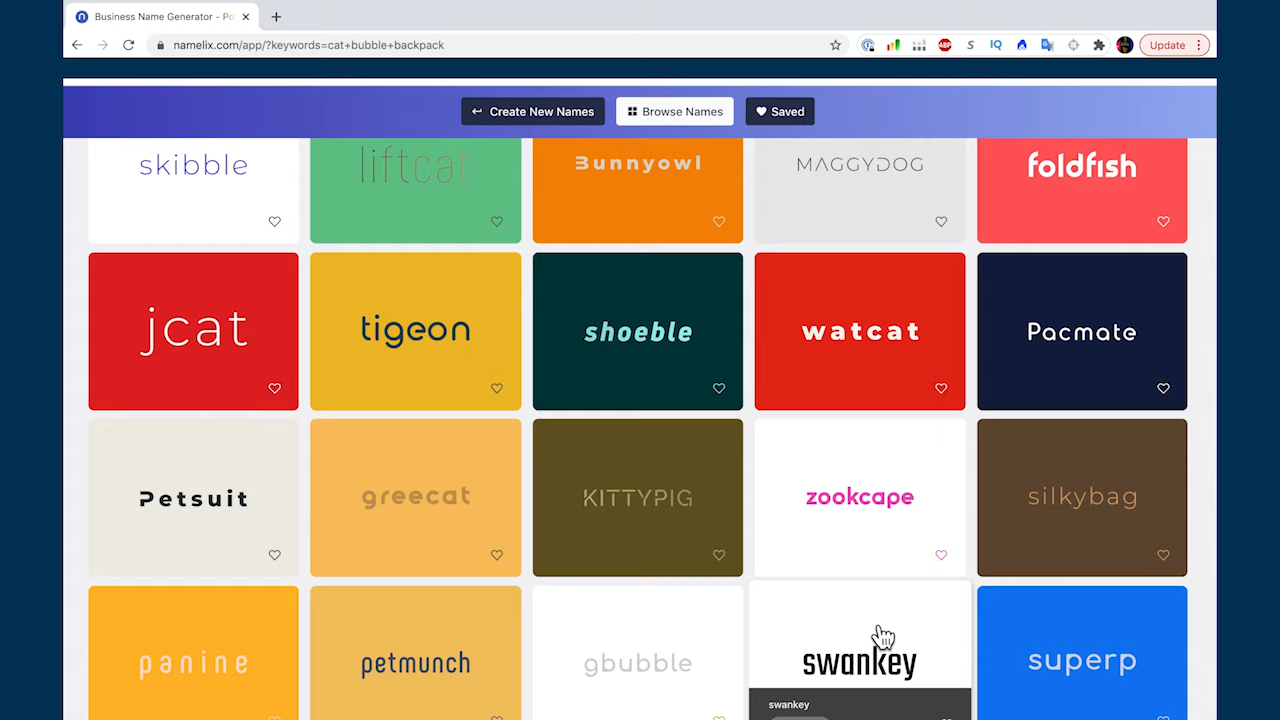 Business Name Generator - Po
namelix.com/app/?keywords=cat+bubble+backpack
ABP
S
IQ
Update
Create New Names
Browse Names
Saved
skibble
liftcat
Bunnyowl
MAGGYDOG
foldfish
jcat
tigeon
shoeble
watcat
Pacmate
Petsuit
greecat
KITTYPIG
zookcape
silkybag
panine
petmunch
gbubble
swankey
superp
swankey